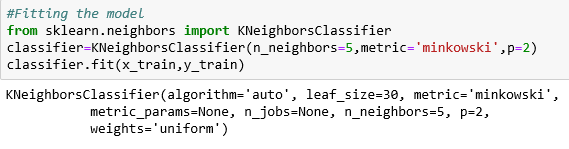 #Fitting the model
from sklearn.neighbors import KNeighborsClassifier
classifier=KNeighborsClassifier(n_neighbors=5,metric='minkowski',p=2)
classifier.fit(x_train,y_train)
KNeighborsClassifier(algorithm='auto', leaf_size=30, metric='minkowski',
metric_params=None, n_jobs=None, n_neighbors=5, p=2,
weights='uniform')